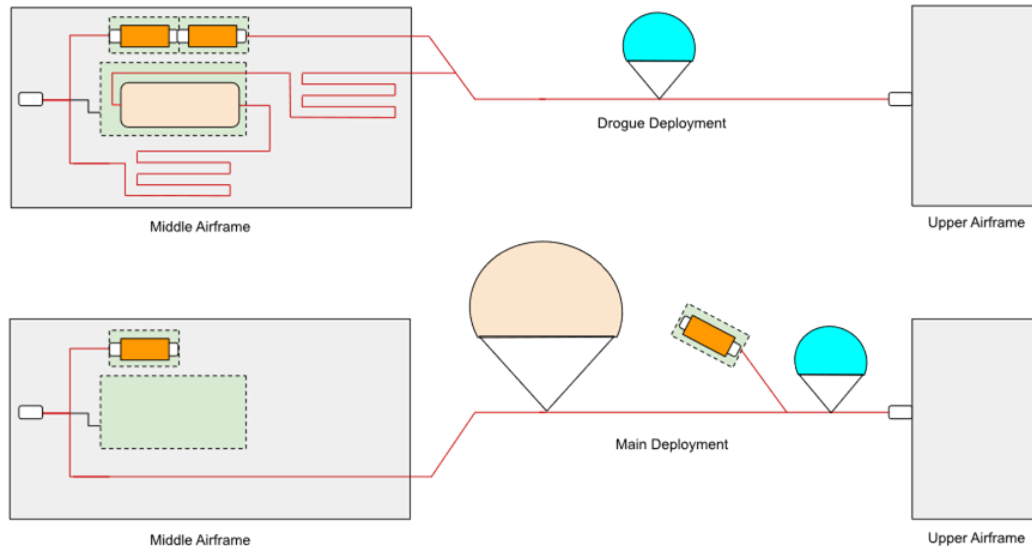 Drogue Deployment
Middle Airframe
Upper Airframe
Main Deployment
Middle Airframe
Upper Airframe